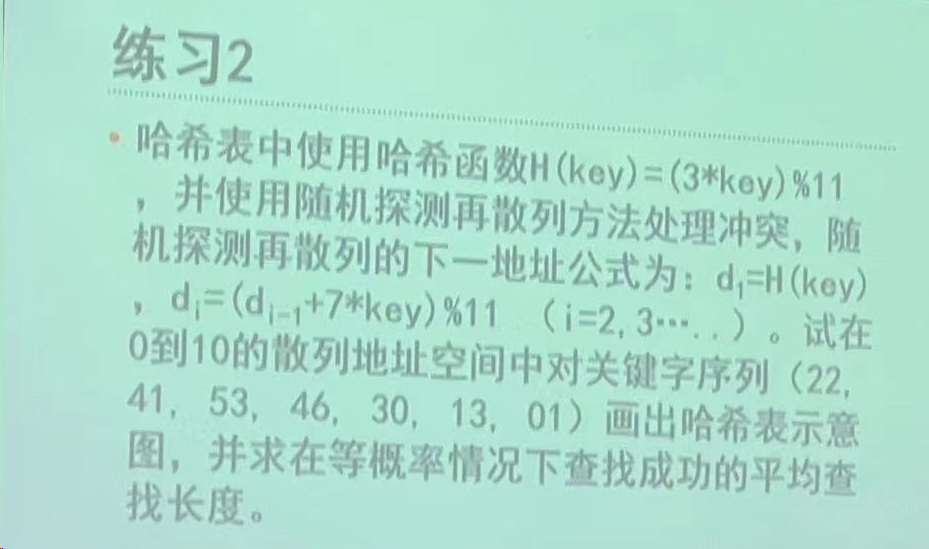 练习2
• 哈希表中使用哈希函数H(key)=(3*key)%11
，并使用随机探测再散列方法处理冲突，随
机探测再散列的下一地址公式为：d₁=H(key)
，dᵢ=(dᵢ₋₁+7*key)%11 （i=2,3…..）。试在
0到10的散列地址空间中对关键字序列（22,
41, 53, 46, 30, 13, 01）画出哈希表示意
图，并求在等概率情况下查找成功的平均查
找长度。